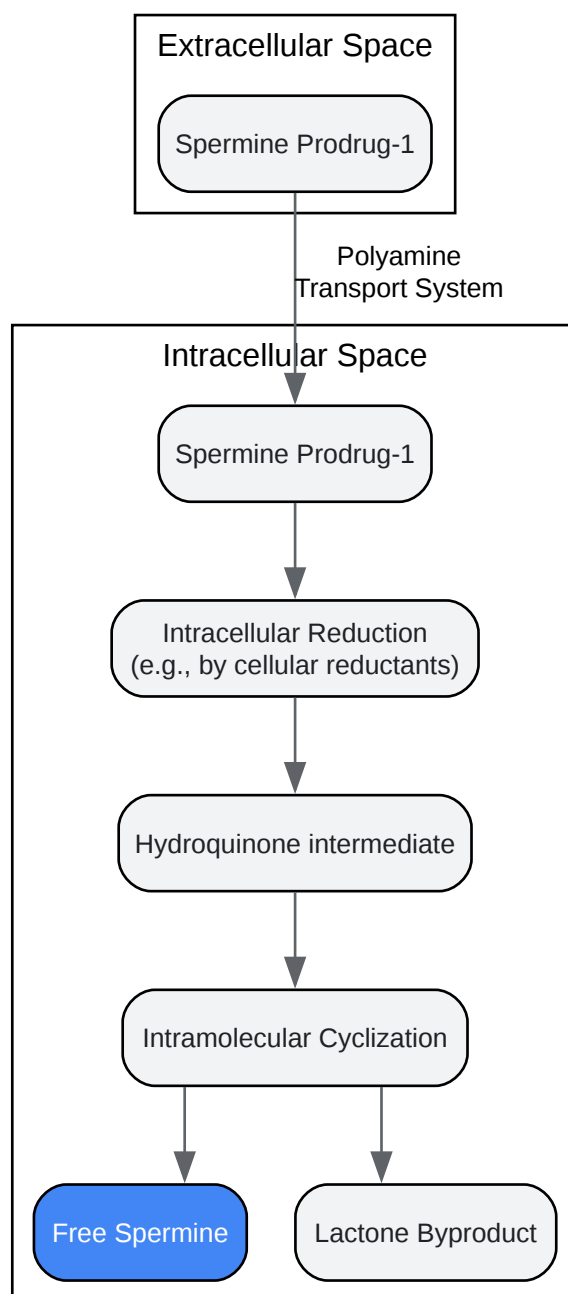 Extracellular Space
Spermine Prodrug-1
Polyamine
Transport System
Intracellular Space
Spermine Prodrug-1
Intracellular Reduction
(e.g., by cellular reductants)
Hydroquinone intermediate
Intramolecular Cyclization
Free Spermine
Lactone Byproduct